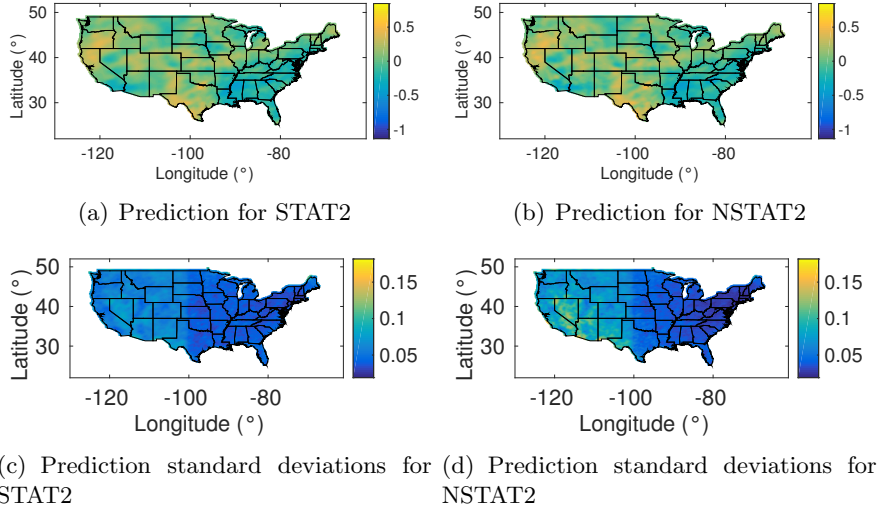 50
40
30
Latitude (°)
-120
-100
-80
Longitude (°)
0.5
0
-0.5
-1
(a) Prediction for STAT2
50
40
30
Latitude (°)
-120
-100
-80
Longitude (°)
0.5
0
-0.5
-1
(b) Prediction for NSTAT2
50
40
30
Latitude (°)
-120
-100
-80
Longitude (°)
0.15
0.1
0.05
(c) Prediction standard deviations for
STAT2
50
40
30
Latitude (°)
-120
-100
-80
Longitude (°)
0.15
0.1
0.05
(d) Prediction standard deviations for
NSTAT2